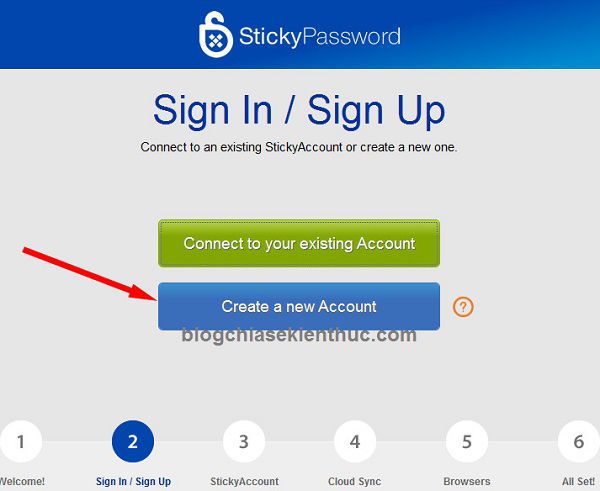 StickyPassword
Sign In / Sign Up
Connect to an existing StickyAccount or create a new one.
Connect to your existing Account
Create a new Account
?
blogchiasekienthuc.com
1 2 3 4 5 6
Welcome! Sign In / Sign Up StickyAccount Cloud Sync Browsers All Set!